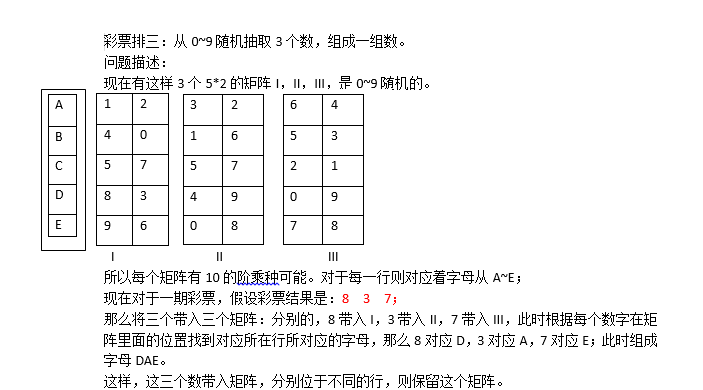 彩票排三：从 0~9 随机抽取 3 个数，组成一组数。
问题描述：
现在有这样 3 个 5*2 的矩阵 I，II，III，是 0~9 随机的。
A 1 2 3 2 6 4
B 4 0 1 6 5 3
C 5 7 5 7 2 1
D 8 3 4 9 0 9
E 9 6 0 8 7 8
I II III
所以每个矩阵有 10 的阶乘种可能。对于每一行则对应着字母从 A~E；
现在对于一期彩票，假设彩票结果是：8 3 7；
那么将三个带入三个矩阵：分别的，8 带入 I，3 带入 II，7 带入 III，此时根据每个数字在矩
阵里面的位置找到对应所在行所对应的字母，那么 8 对应 D，3 对应 A，7 对应 E；此时组成
字母 DAE。
这样，这三个数带入矩阵，分别位于不同的行，则保留这个矩阵。